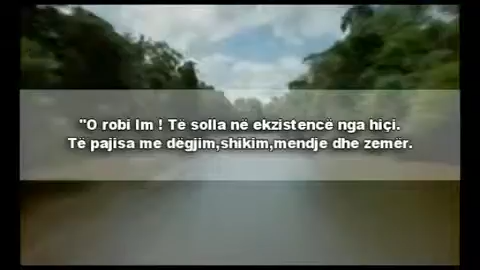 "O robi Im ! Të solla në ekzistencë nga hiçi.
Të pajisa me dëgjim,shikim,mendje dhe zemër.